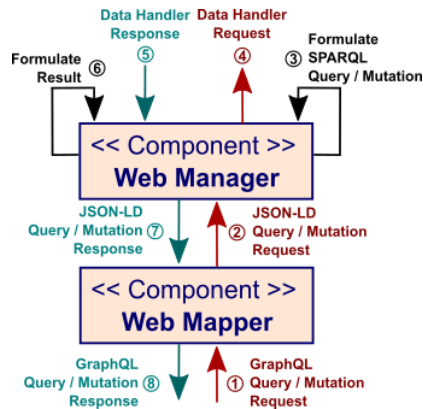 Data Handler
Response
⑤
Data Handler
Request
④
Formulate
Result
⑥
Formulate
SPARQL
Query / Mutation
③
<< Component >>
Web Manager
JSON-LD
Query / Mutation
Response
⑦
JSON-LD
Query / Mutation
Request
②
<< Component >>
Web Mapper
GraphQL
Query / Mutation
Response
⑧
GraphQL
Query / Mutation
Request
①